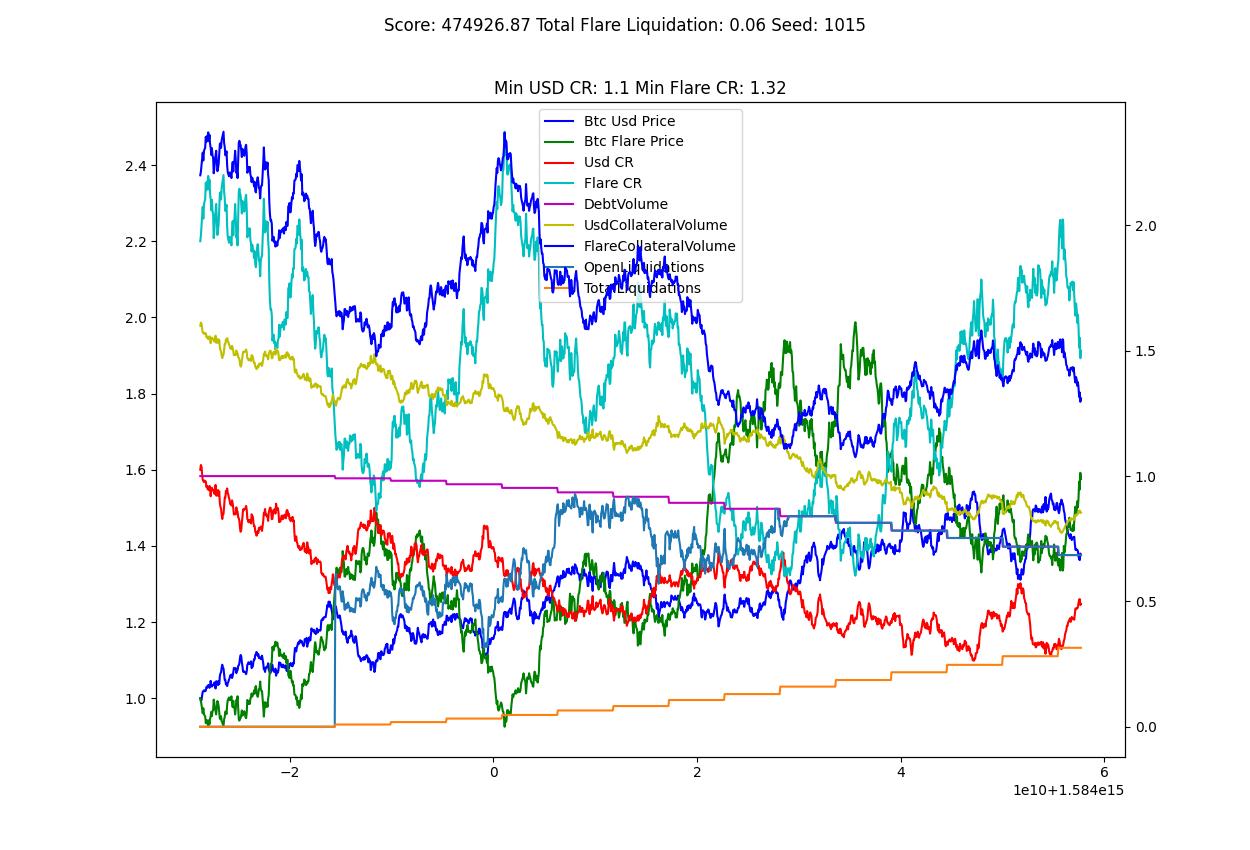 Score: 474926.87 Total Flare Liquidation: 0.06 Seed: 1015
Min USD CR: 1.1 Min Flare CR: 1.32
Btc Usd Price
Btc Flare Price
Usd CR
Flare CR
DebtVolume
UsdCollateralVolume
FlareCollateralVolume
OpenLiquidations
TotalLiquidations
2.4
2.2
2.0
1.8
1.6
1.4
1.2
1.0
2.0
1.5
1.0
0.5
0.0
−2
0
2
4
6
1e10+1.584e15